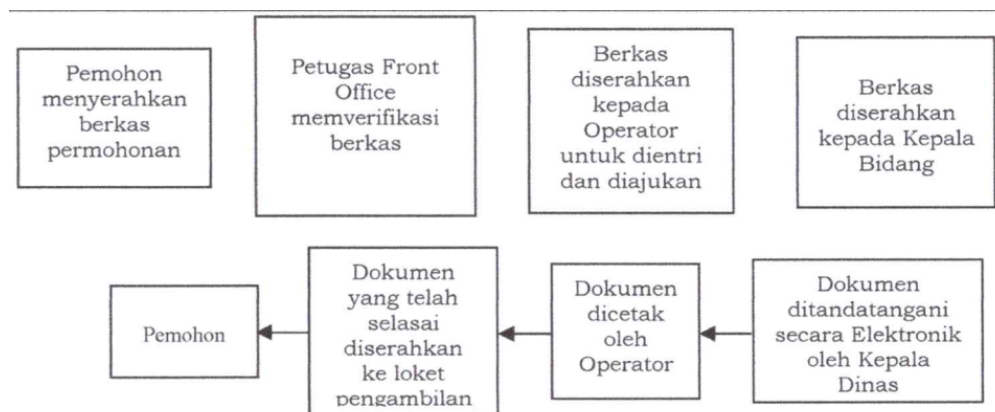 Pemohon
menyerahkan
berkas
permohonan
Petugas Front
Office
memverifikasi
berkas
Berkas
diserahkan
kepada
Operator
untuk dientri
dan diajukan
Berkas
diserahkan
kepada Kepala
Bidang
Pemohon
Dokumen
yang telah
selasai
diserahkan
ke loket
pengambilan
Dokumen
dicetak
oleh
Operator
Dokumen
ditandatangani
secara Elektronik
oleh Kepala
Dinas